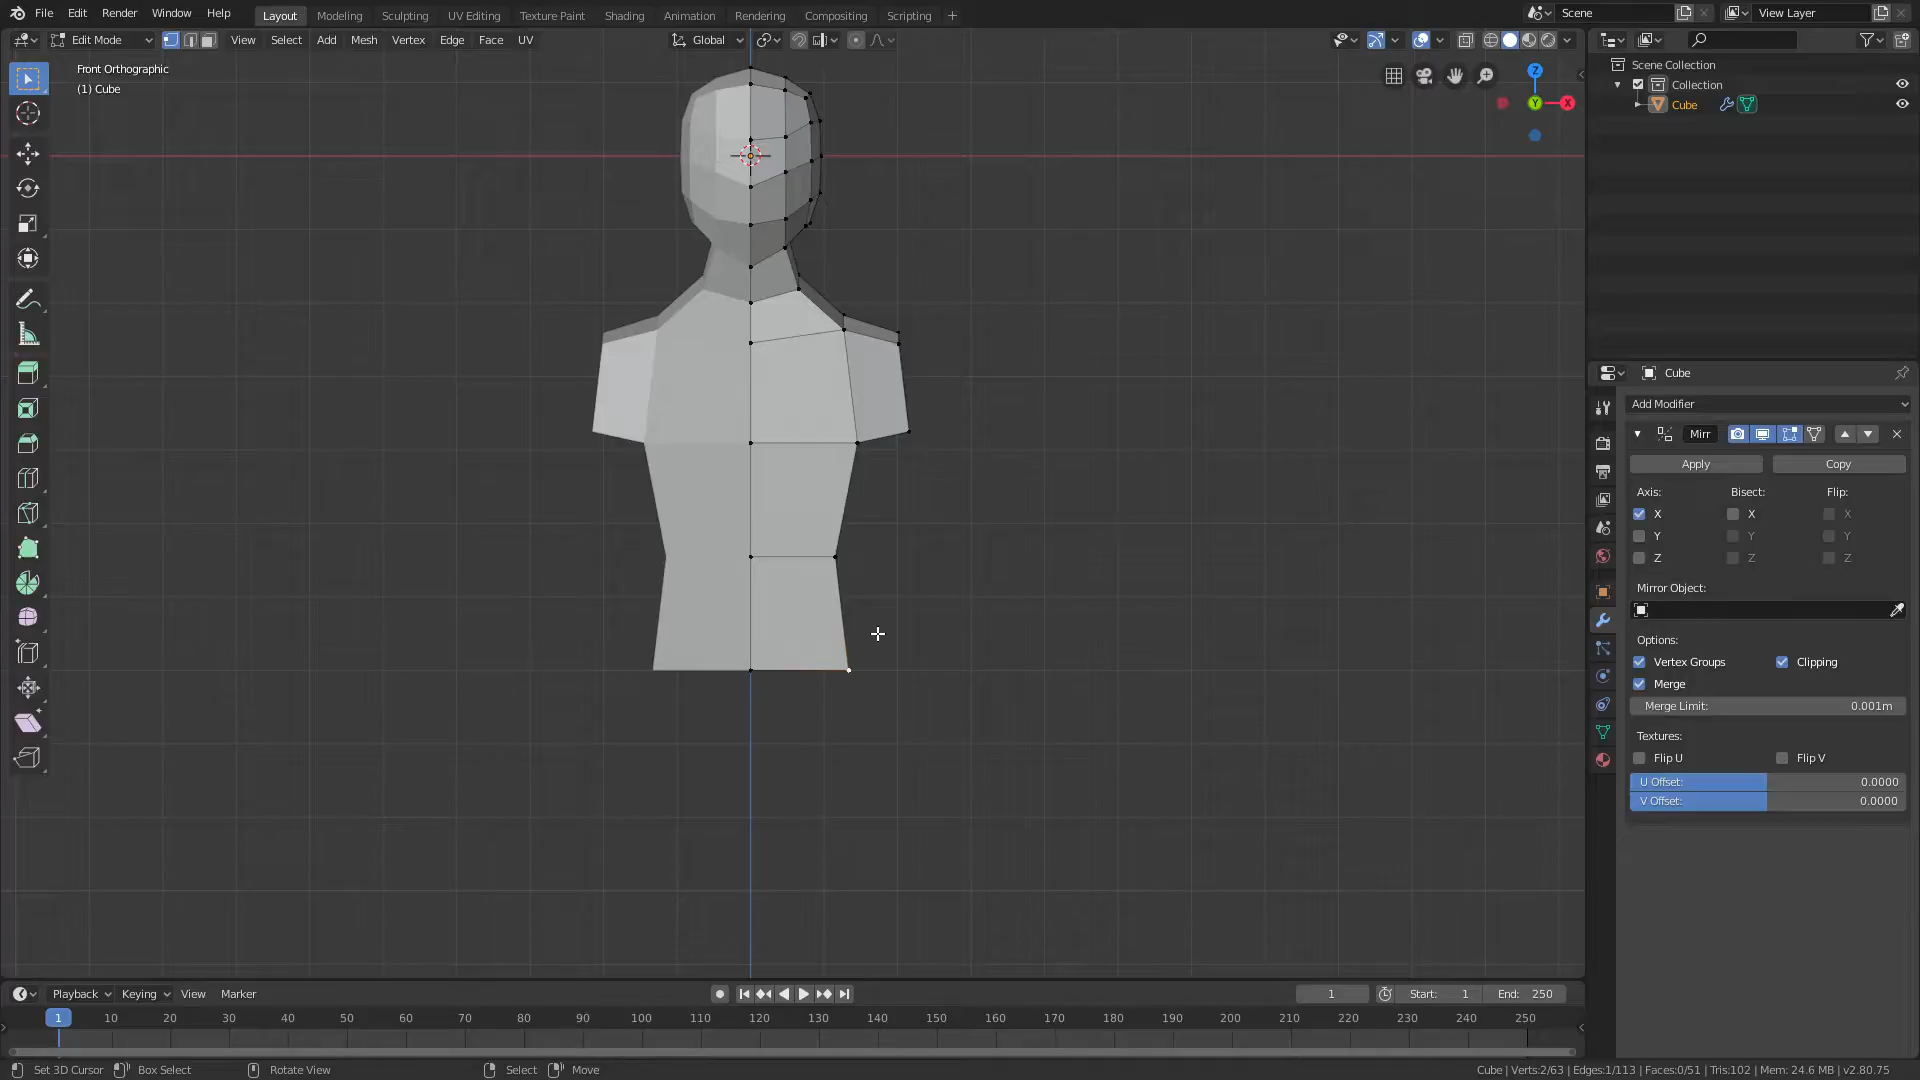 File Edit Render Window Help Layout Modeling Sculpting UV Editing Texture Paint Shading Animation Rendering Compositing Scripting + Scene View Layer
Edit Mode View Select Add Mesh Vertex Edge Face UV Global
Front Orthographic
(1) Cube
Z
Y
X
Scene Collection
Collection
Cube
Cube
Add Modifier
Mirr
Apply Copy
Axis: Bisect: Flip:
X X X
Y Y Y
Z Z Z
Mirror Object:
Options:
Vertex Groups Clipping
Merge
Merge Limit: 0.001m
Textures:
Flip U Flip V
U Offset: 0.0000
V Offset: 0.0000
Playback Keying View Marker 1 Start: 1 End: 250
1 10 20 30 40 50 60 70 80 90 100 110 120 130 140 150 160 170 180 190 200 210 220 230 240 250
Set 3D Cursor Box Select Rotate View Select Move Cube | Verts:2/63 | Edges:1/113 | Faces:0/51 | Tris:102 | Mem: 24.6 MB | v2.80.75